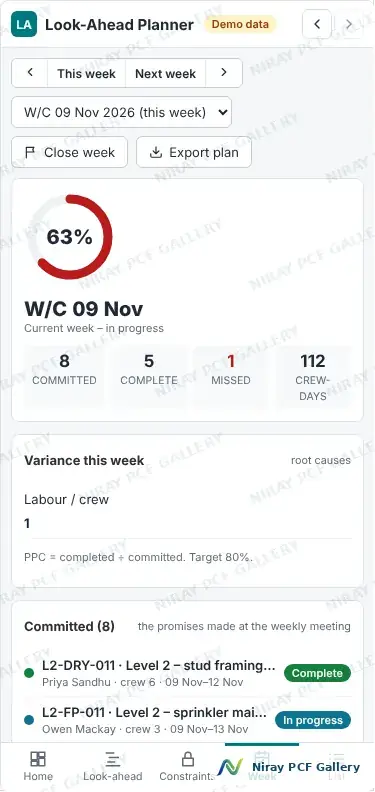 LA Look-Ahead Planner Demo data
This week Next week
W/C 09 Nov 2026 (this week)
Close week Export plan
63%
W/C 09 Nov
Current week – in progress
8 5 1 112
COMMITTED COMPLETE MISSED CREW-DAYS
Variance this week root causes
Labour / crew
1
PPC = completed ÷ committed. Target 80%.
Committed (8) the promises made at the weekly meeting
L2-DRY-011 · Level 2 – stud framing... Complete
Priya Sandhu · crew 6 · 09 Nov–12 Nov
L2-FP-011 · Level 2 – sprinkler mai... In progress
Owen Mackay · crew 3 · 09 Nov–13 Nov
Home Look-ahead Constraint. Week List
Niray PCF Gallery
NIRAY PCF GALLERY